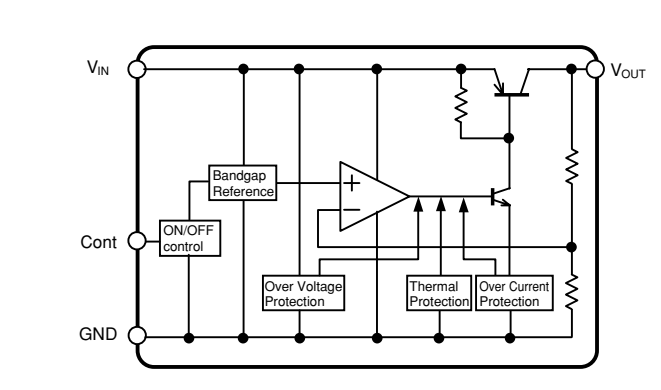 VIN
VOUT
Bandgap
Reference
+
−
ON/OFF
control
Cont
Over Voltage
Protection
Thermal
Protection
Over Current
Protection
GND